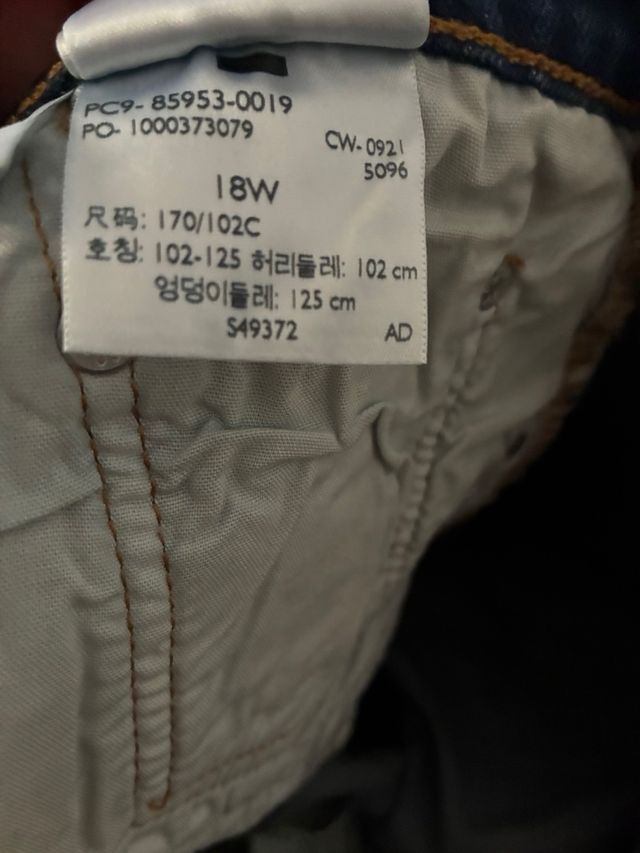 PC9- 85953-0019
PO- 1000373079
CW- 0921
5096
18W
尺码: 170/102C
호칭: 102-125 허리둘레: 102 cm
엉덩이둘레: 125 cm
S49372 AD